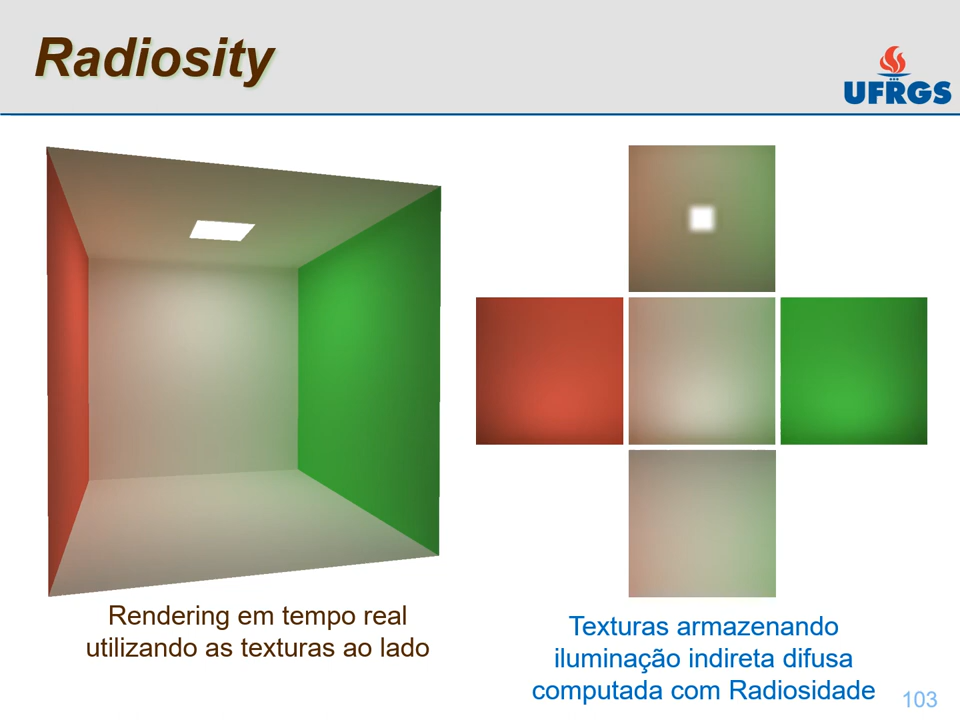 Radiosity
UFRGS
Rendering em tempo real
utilizando as texturas ao lado
Texturas armazenando
iluminação indireta difusa
computada com Radiosidade
103